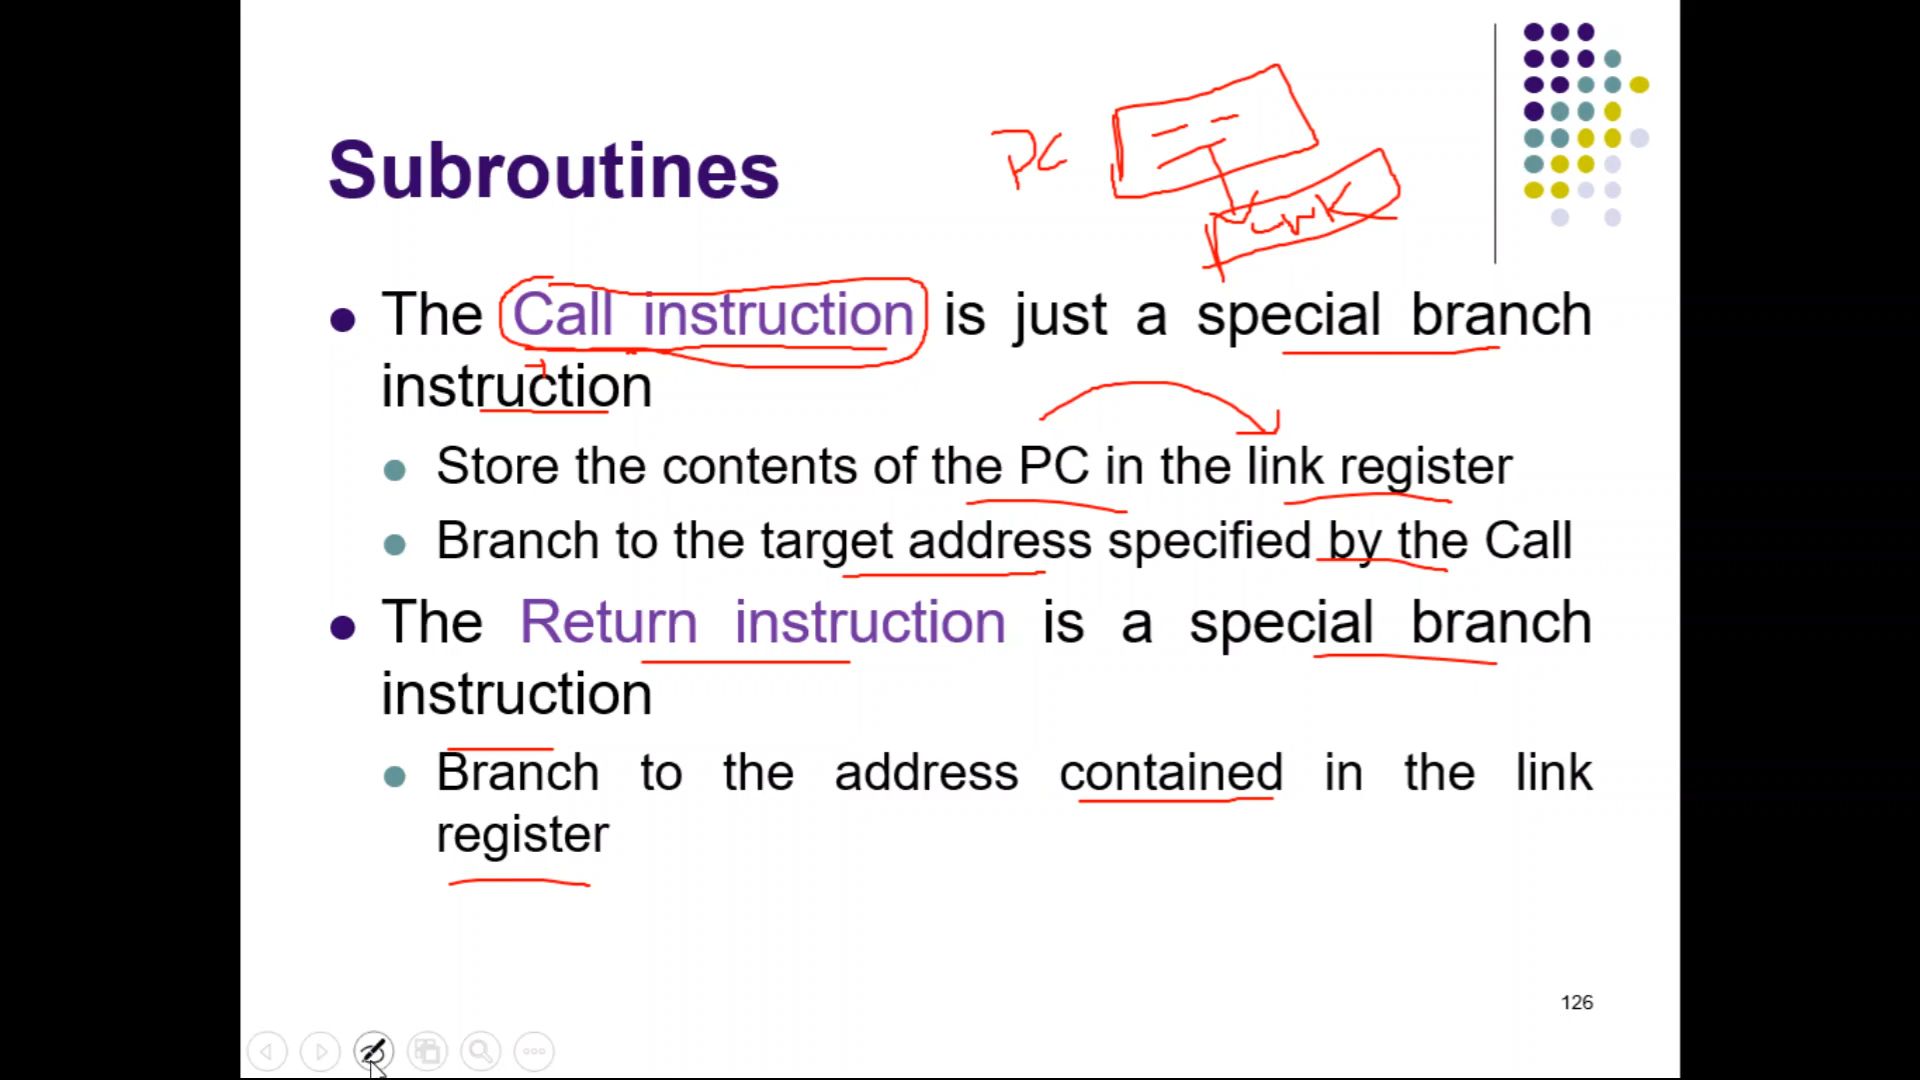 Subroutines
PC
Link
The Call instruction is just a special branch
instruction
Store the contents of the PC in the link register
Branch to the target address specified by the Call
The Return instruction is a special branch
instruction
Branch to the address contained in the link
register
126